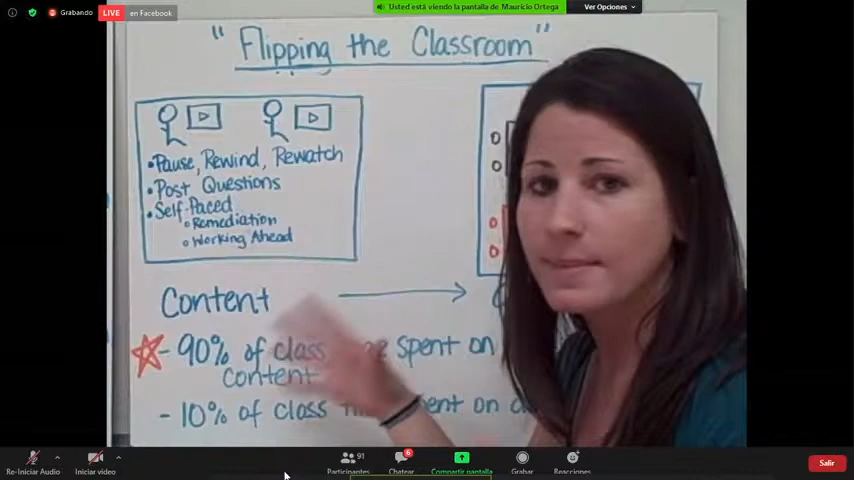 Grabando
LIVE en Facebook
Usted está viendo la pantalla de Mauricio Ortega
Ver Opciones
"Flipping the Classroom"
•Pause, Rewind, Rewatch
•Post Questions
•Self-Paced
Remediation
Working Ahead
Content
- 90% of class spent on
content
- 10% of class spent on
Re-Iniciar Audio
Iniciar video
91
Participantes
6
Chatear
Compartir pantalla
Grabar
Reacciones
Salir